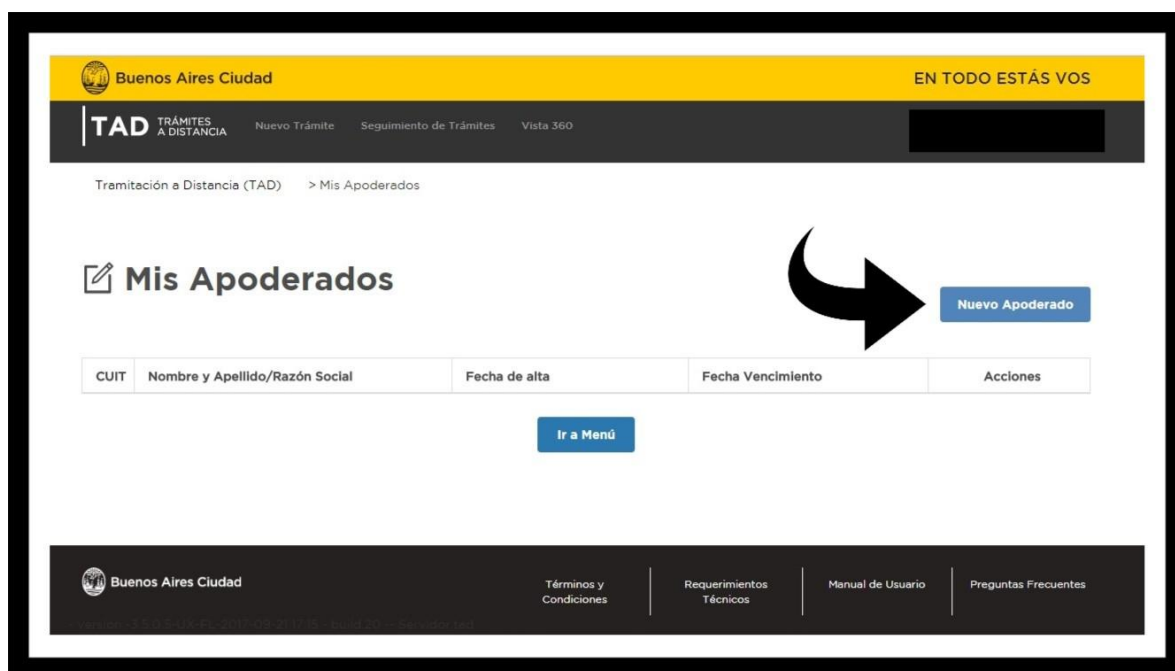 Buenos Aires Ciudad
EN TODO ESTÁS VOS
TAD TRÁMITES A DISTANCIA
Nuevo Trámite
Seguimiento de Trámites
Vista 360
Tramitación a Distancia (TAD) > Mis Apoderados
Mis Apoderados
Nuevo Apoderado
CUIT
Nombre y Apellido/Razón Social
Fecha de alta
Fecha Vencimiento
Acciones
Ir a Menú
Buenos Aires Ciudad
Términos y
Condiciones
Requerimientos
Técnicos
Manual de Usuario
Preguntas Frecuentes